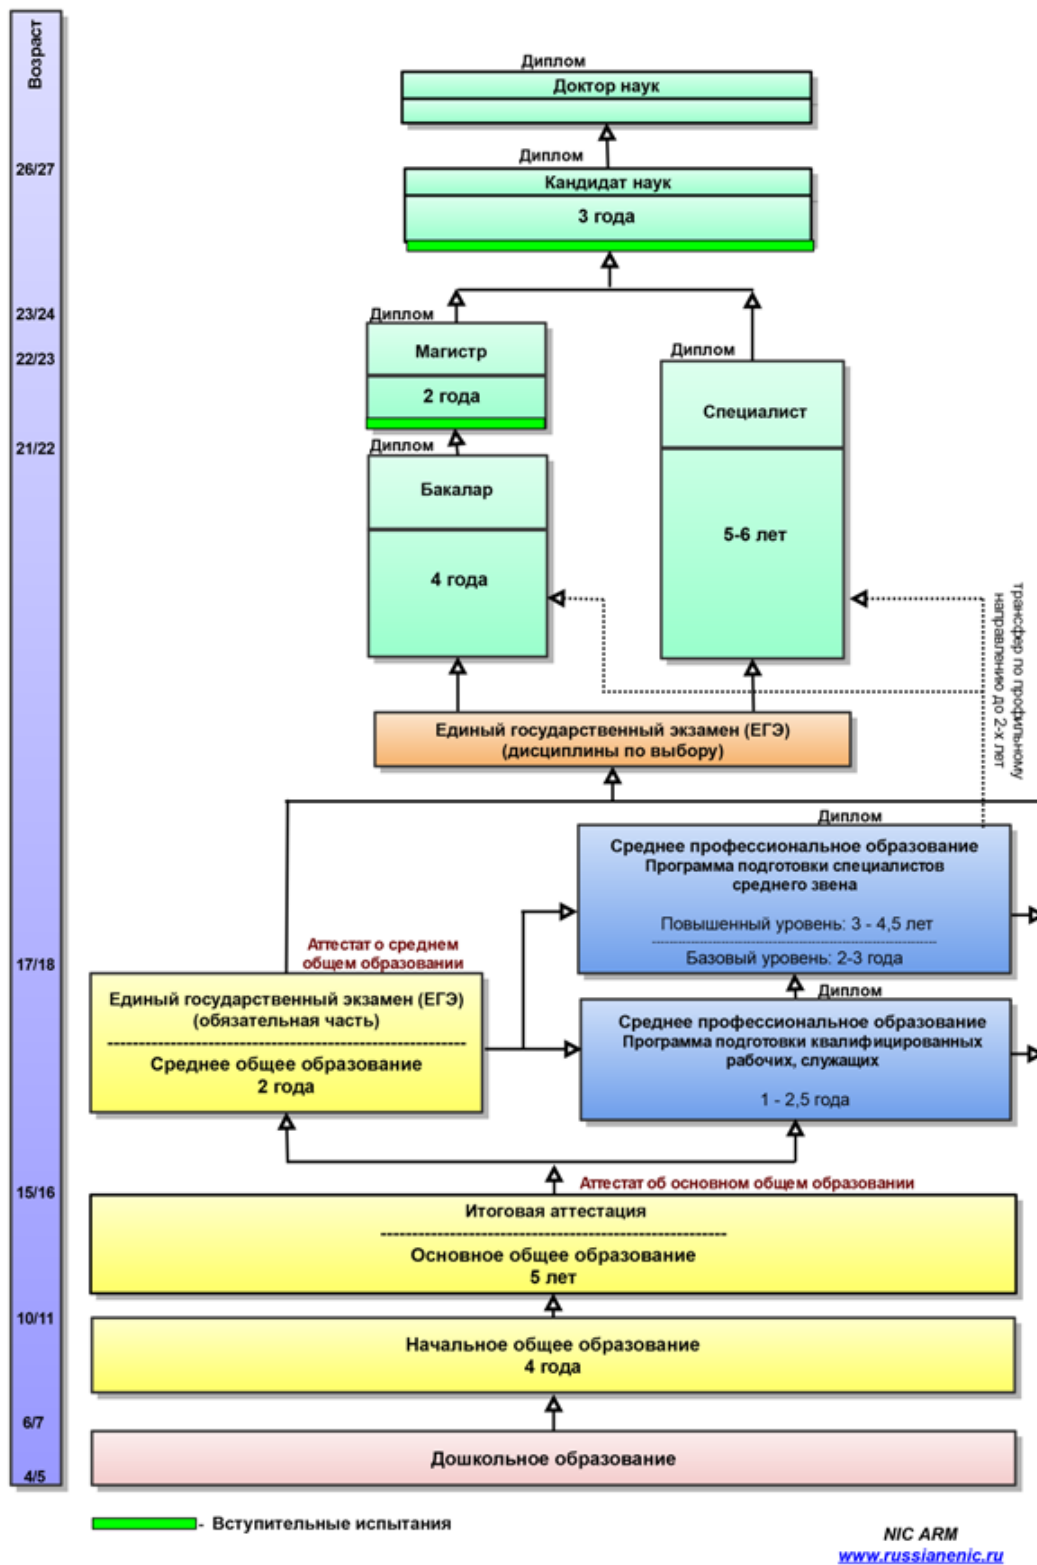 Возраст
Диплом
Доктор наук
26/27
Диплом
Кандидат наук
3 года
23/24
Диплом
Магистр
22/23
Диплом
2 года
Специалист
21/22
Диплом
Бакалар
5-6 лет
4 года
трансфер по профильному
направлению до 2-х лет
Единый государственный экзамен (ЕГЭ)
(дисциплины по выбору)
Диплом
Среднее профессиональное образование
Программа подготовки специалистов
среднего звена
Повышенный уровень: 3 - 4,5 лет
Базовый уровень: 2-3 года
17/18
Аттестат о среднем
общем образовании
Единый государственный экзамен (ЕГЭ)
(обязательная часть)
Среднее общее образование
2 года
Диплом
Среднее профессиональное образование
Программа подготовки квалифицированных
рабочих, служащих
1 - 2,5 года
15/16
Аттестат об основном общем образовании
Итоговая аттестация
Основное общее образование
5 лет
10/11
Начальное общее образование
4 года
6/7
Дошкольное образование
4/5
- Вступительные испытания
NIC ARM
www.russianenic.ru